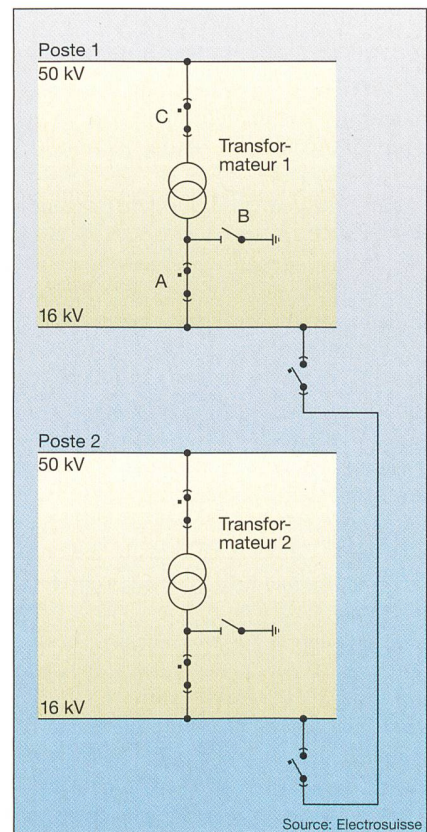 Poste 1
50 kV
C
Transfor-
mateur 1
B
A
16 kV
Poste 2
50 kV
Transfor-
mateur 2
16 kV
Source: Electrosuisse